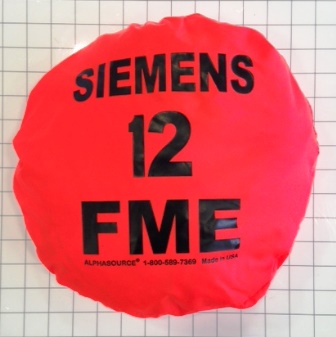 SIEMENS
12
FME
ALPHASOURCE® 1-800-589-7369 Made in USA